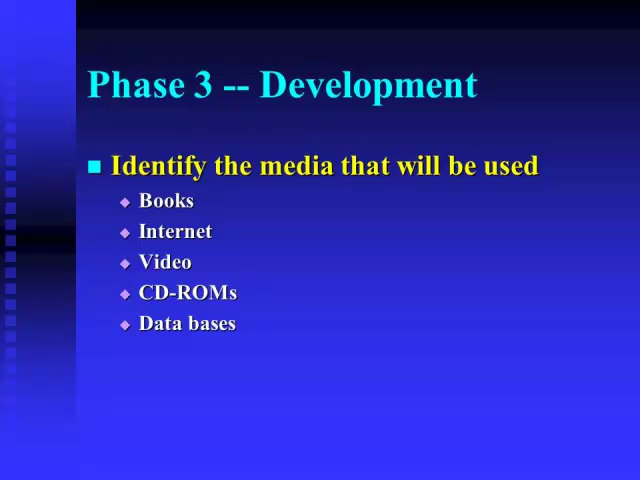 Phase 3 -- Development
Identify the media that will be used
Books
Internet
Video
CD-ROMs
Data bases